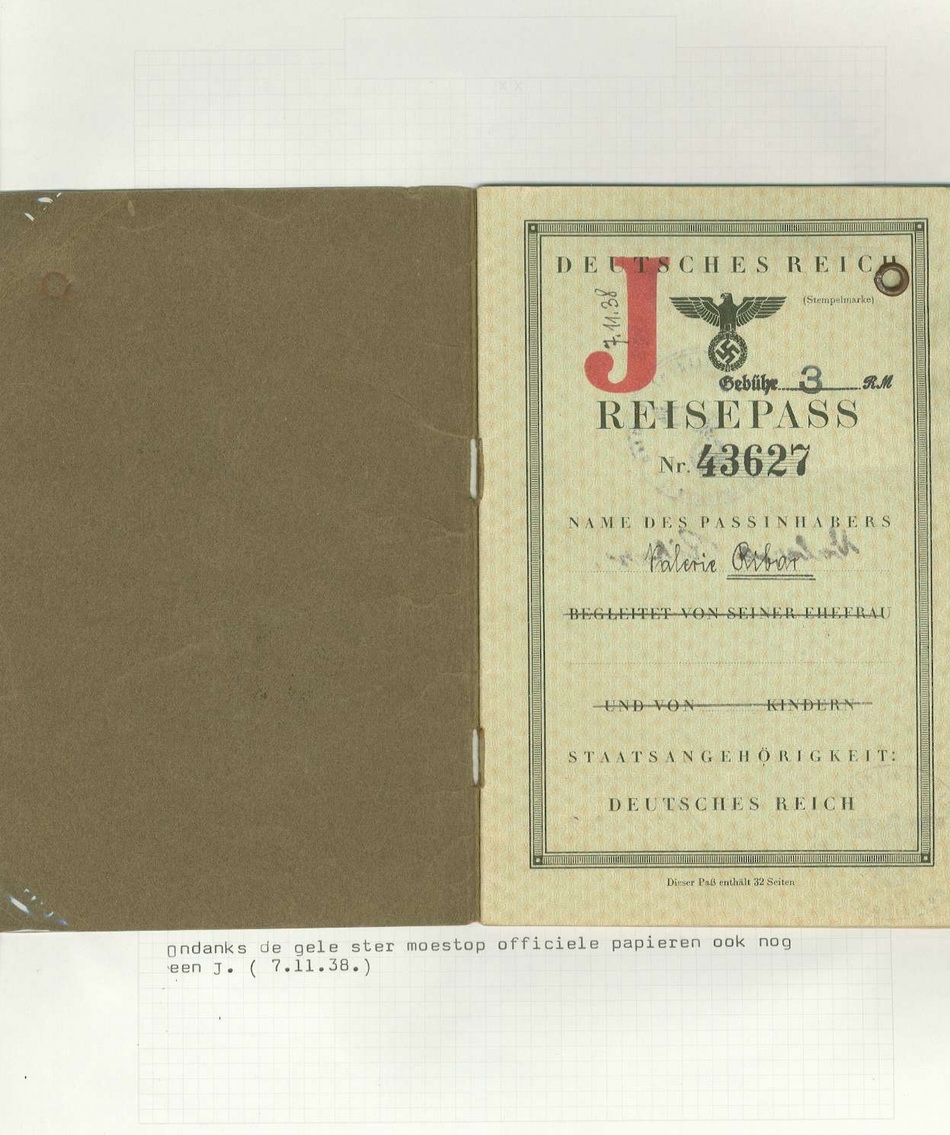 DEUTSCHES REICH
J
7.11.38
(Stempelmarke)
Gebühr 3 RM
REISEPASS
Nr. 43627
NAME DES PASSINHABERS
Valerie Ribar
BEGLEITET VON SEINER EHEFRAU
UND VON KINDERN
STAATSANGEHÖRIGKEIT:
DEUTSCHES REICH
Dieser Paß enthält 32 Seiten
ondanks de gele ster moestop officiele papieren ook nog
een J. ( 7.11.38.)